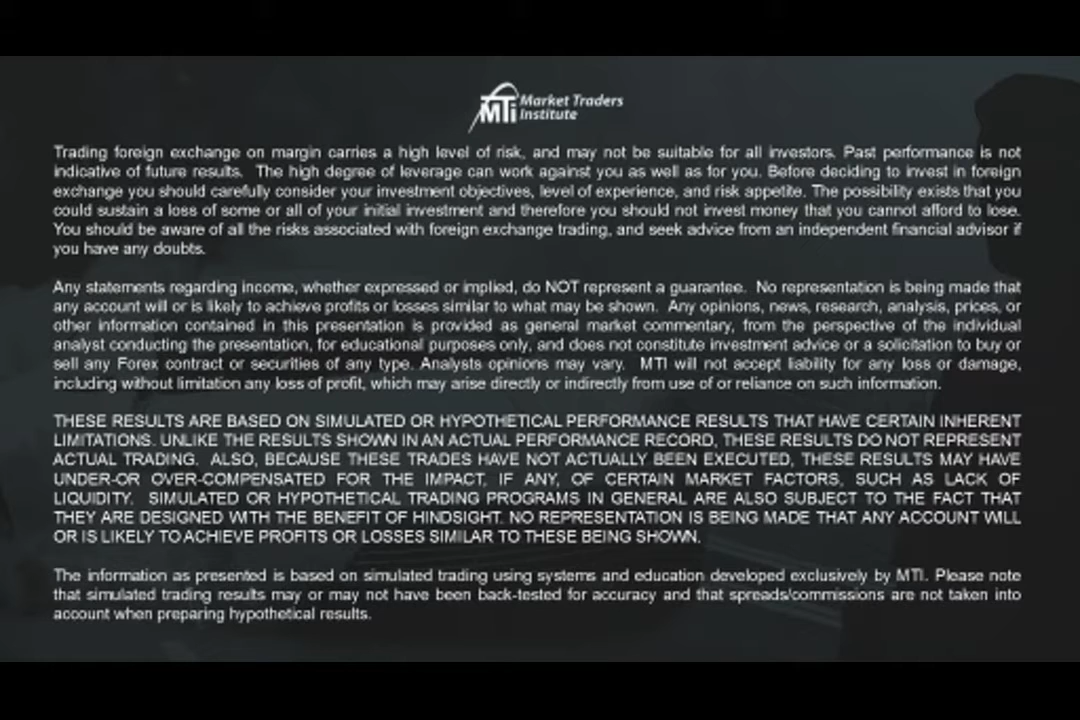 MTI Market Traders
Institute
Trading foreign exchange on margin carries a high level of risk, and may not be suitable for all investors. Past performance is not
indicative of future results. The high degree of leverage can work against you as well as for you. Before deciding to invest in foreign
exchange you should carefully consider your investment objectives, level of experience, and risk appetite. The possibility exists that you
could sustain a loss of some or all of your initial investment and therefore you should not invest money that you cannot afford to lose.
You should be aware of all the risks associated with foreign exchange trading, and seek advice from an independent financial advisor if
you have any doubts.
Any statements regarding income, whether expressed or implied, do NOT represent a guarantee. No representation is being made that
any account will or is likely to achieve profits or losses similar to what may be shown. Any opinions, news, research, analysis, prices, or
other information contained in this presentation is provided as general market commentary, from the perspective of the individual
analyst conducting the presentation, for educational purposes only, and does not constitute investment advice or a solicitation to buy or
sell any Forex contract or securities of any type. Analysts opinions may vary. MTI will not accept liability for any loss or damage,
including without limitation any loss of profit, which may arise directly or indirectly from use of or reliance on such information.
THESE RESULTS ARE BASED ON SIMULATED OR HYPOTHETICAL PERFORMANCE RESULTS THAT HAVE CERTAIN INHERENT
LIMITATIONS. UNLIKE THE RESULTS SHOWN IN AN ACTUAL PERFORMANCE RECORD, THESE RESULTS DO NOT REPRESENT
ACTUAL TRADING. ALSO, BECAUSE THESE TRADES HAVE NOT ACTUALLY BEEN EXECUTED, THESE RESULTS MAY HAVE
UNDER-OR OVER-COMPENSATED FOR THE IMPACT, IF ANY, OF CERTAIN MARKET FACTORS, SUCH AS LACK OF
LIQUIDITY. SIMULATED OR HYPOTHETICAL TRADING PROGRAMS IN GENERAL ARE ALSO SUBJECT TO THE FACT THAT
THEY ARE DESIGNED WITH THE BENEFIT OF HINDSIGHT. NO REPRESENTATION IS BEING MADE THAT ANY ACCOUNT WILL
OR IS LIKELY TO ACHIEVE PROFITS OR LOSSES SIMILAR TO THESE BEING SHOWN.
The information as presented is based on simulated trading using systems and education developed exclusively by MTI. Please note
that simulated trading results may or may not have been back-tested for accuracy and that spreads/commissions are not taken into
account when preparing hypothetical results.